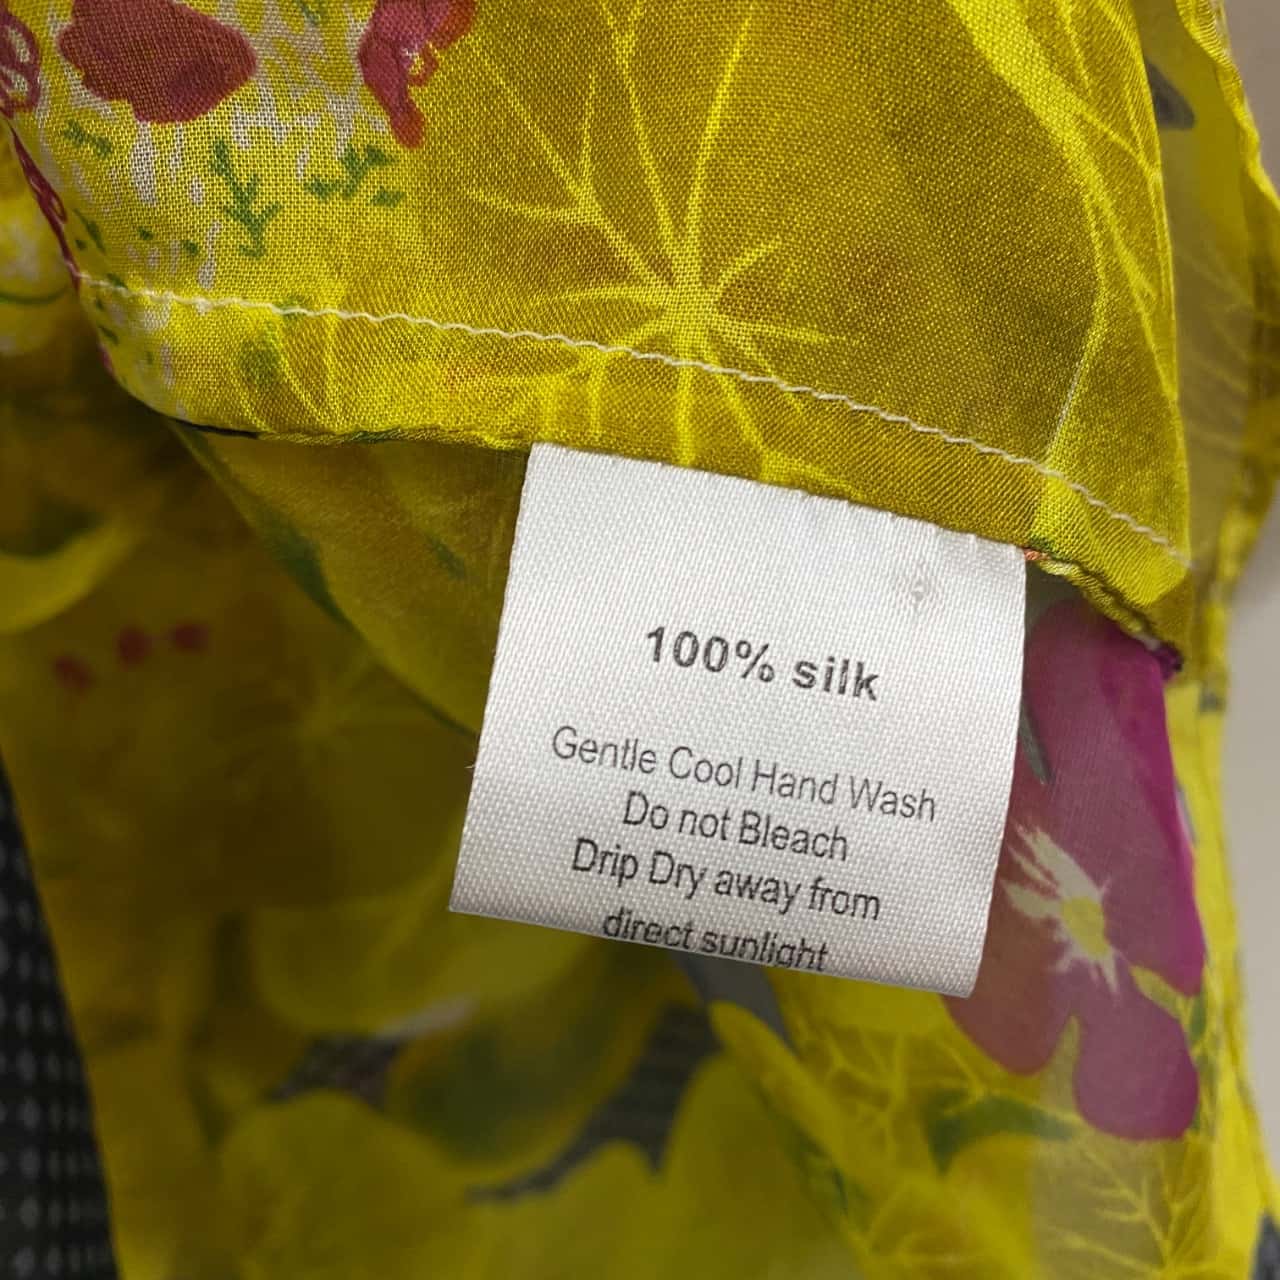 100% silk
Gentle Cool Hand Wash
Do not Bleach
Drip Dry away from
direct sunlight